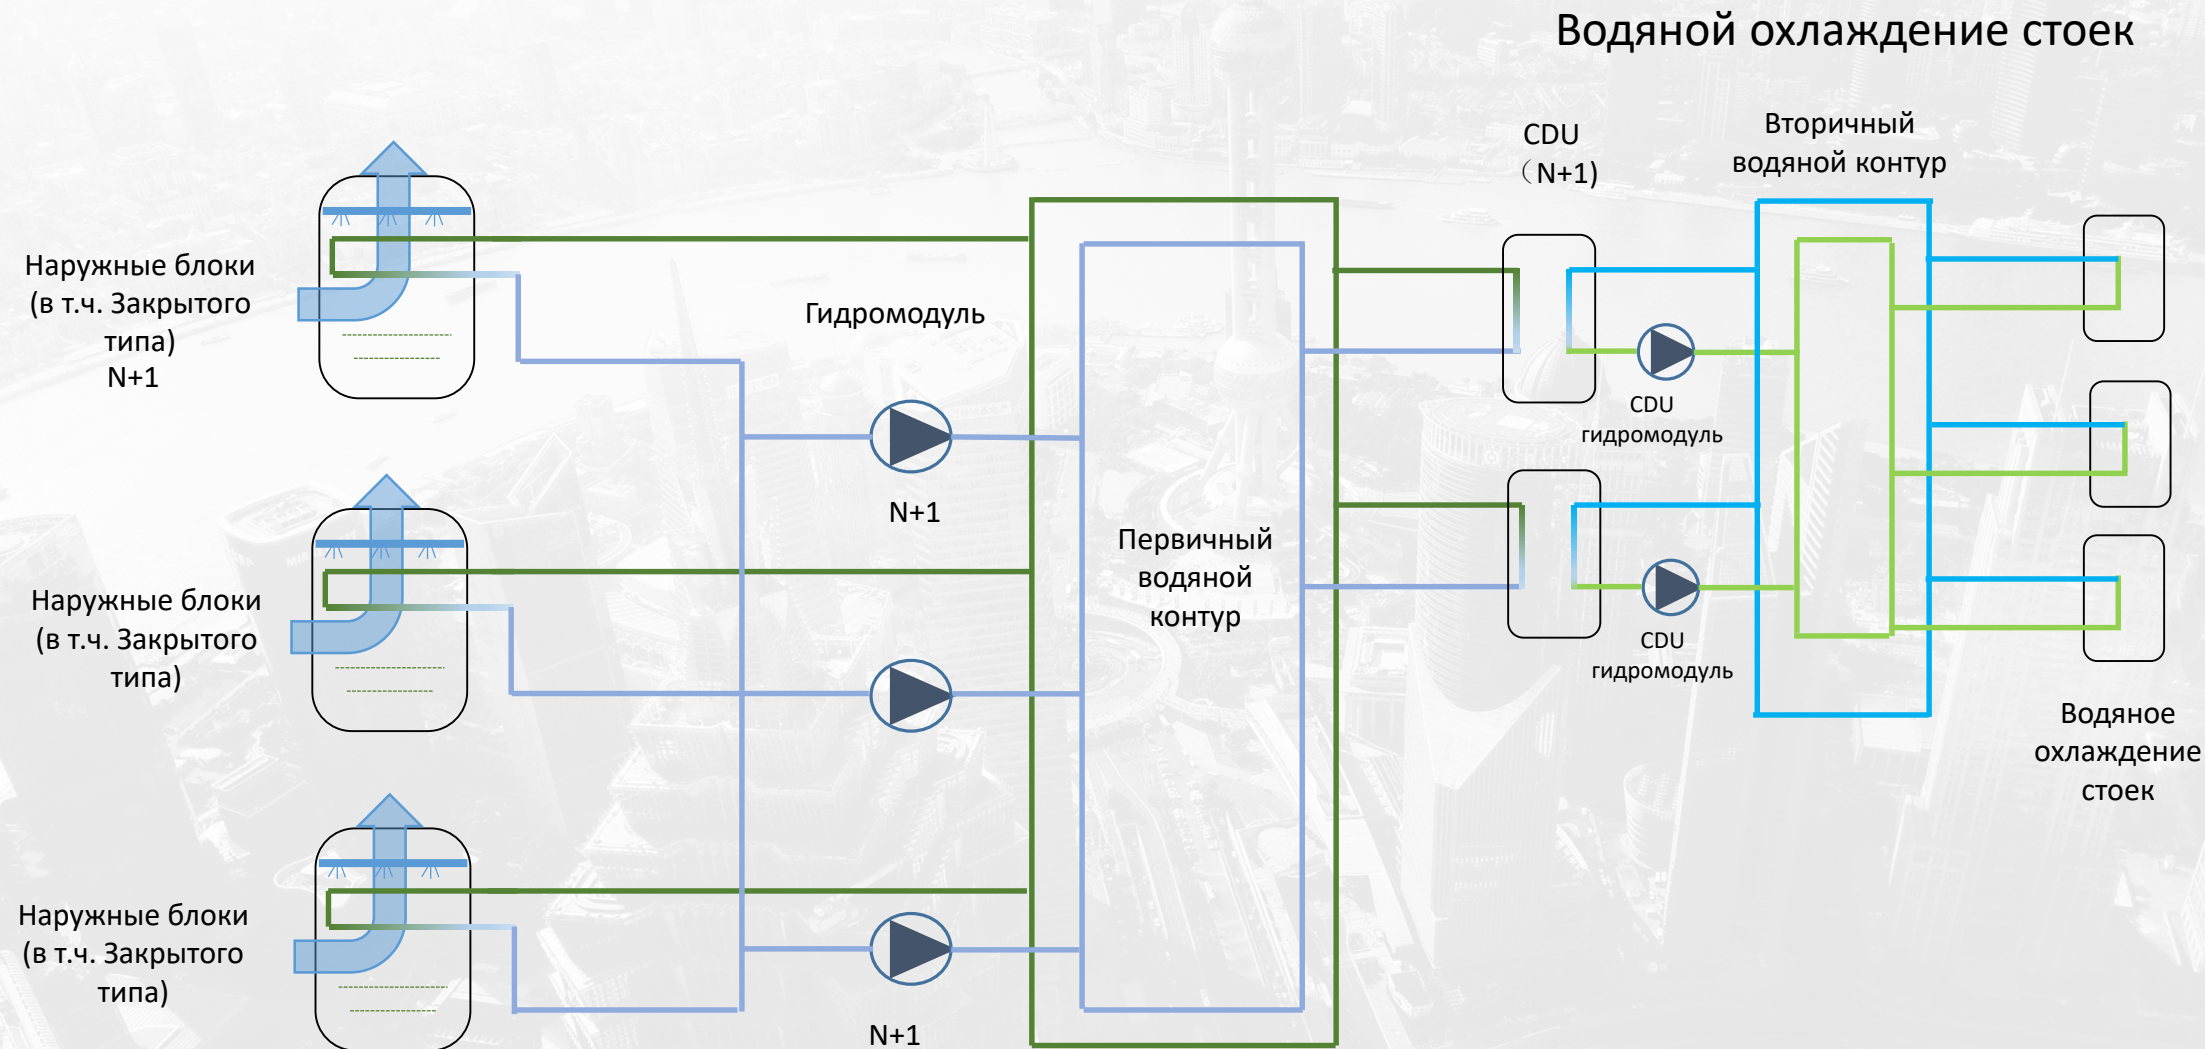 Водяной охлаждение стоек
CDU
（N+1)
Вторичный
водяной контур
Наружные блоки
(в т.ч. Закрытого
типа)
N+1
Гидромодуль
CDU
гидромодуль
N+1
Первичный
водяной
контур
Наружные блоки
(в т.ч. Закрытого
типа)
CDU
гидромодуль
Водяное
охлаждение
стоек
Наружные блоки
(в т.ч. Закрытого
типа)
N+1